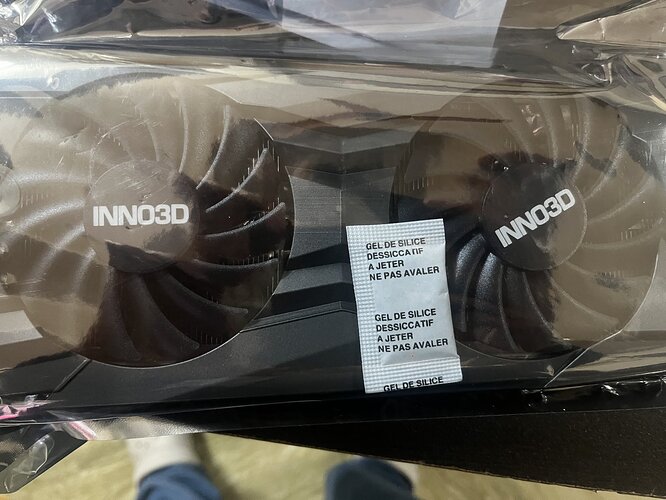 INNO3D
INNO3D
GEL DE SILICE
DESSICCATIF
A JETER
NE PAS AVALER
GEL DE SILICE
DESSICCATIF
A JETER
NE PAS AVALER
GEL DE SILICE